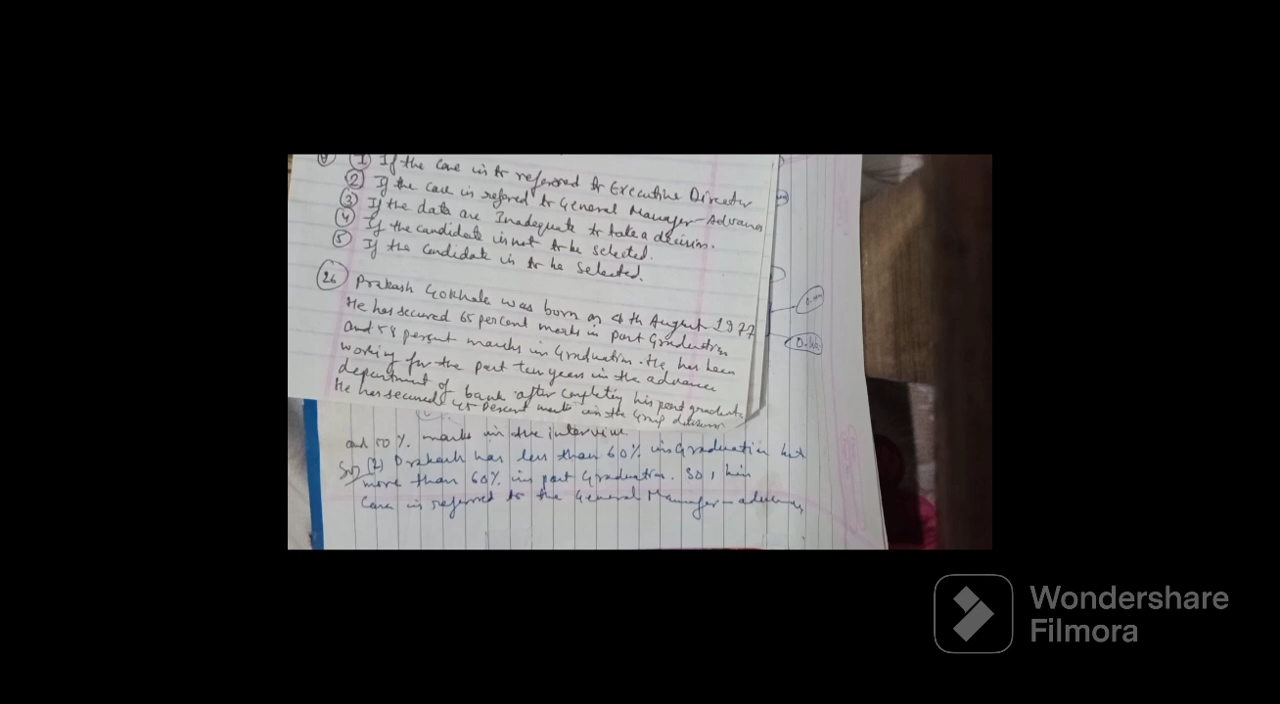 ① If the case is to referred to Executive Director
② If the case is refered to General Manager-Advances
③ If the data are Inadequate to take a decision.
④ If the candidate is not to be selected.
⑤ If the candidate is to be selected.
㉖ Prakash Gokhale was born on 4th August 1977
He has secured 65 percent marks in post Graduation
and 58 percent marks in Graduation. He has been
working for the past ten years in the advance
department of bank after completing his post graduate
He has secured 45 percent marks in the Group discussion
and 50% marks in the interview
(2) Prakash has less than 60% in Graduation but
more than 60% in post Graduation. So, his
Case is referred to the General Manager-advances
Wondershare
Filmora